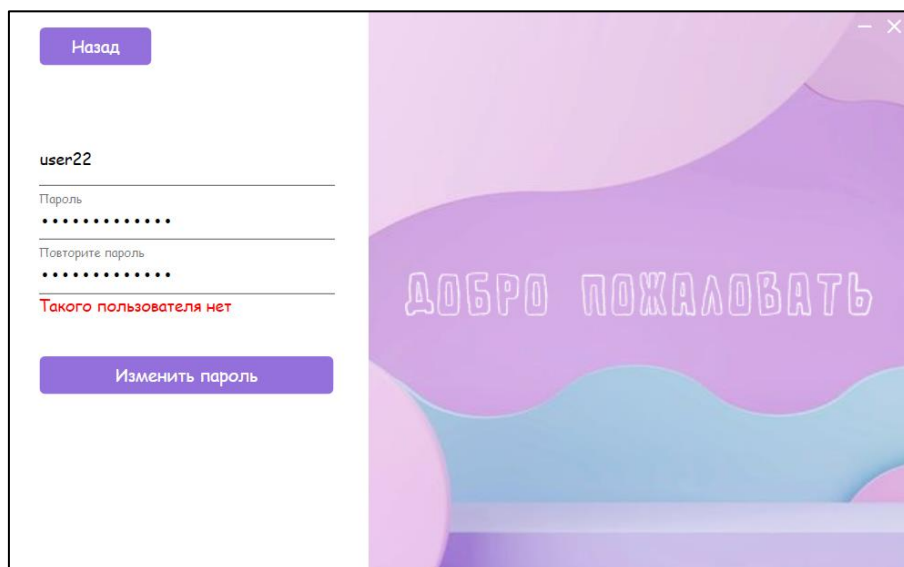 Назад
user22
Пароль
•••••••••••••
Повторите пароль
•••••••••••••
Такого пользователя нет
Изменить пароль
ДОБРО ПОЖАЛОВАТЬ